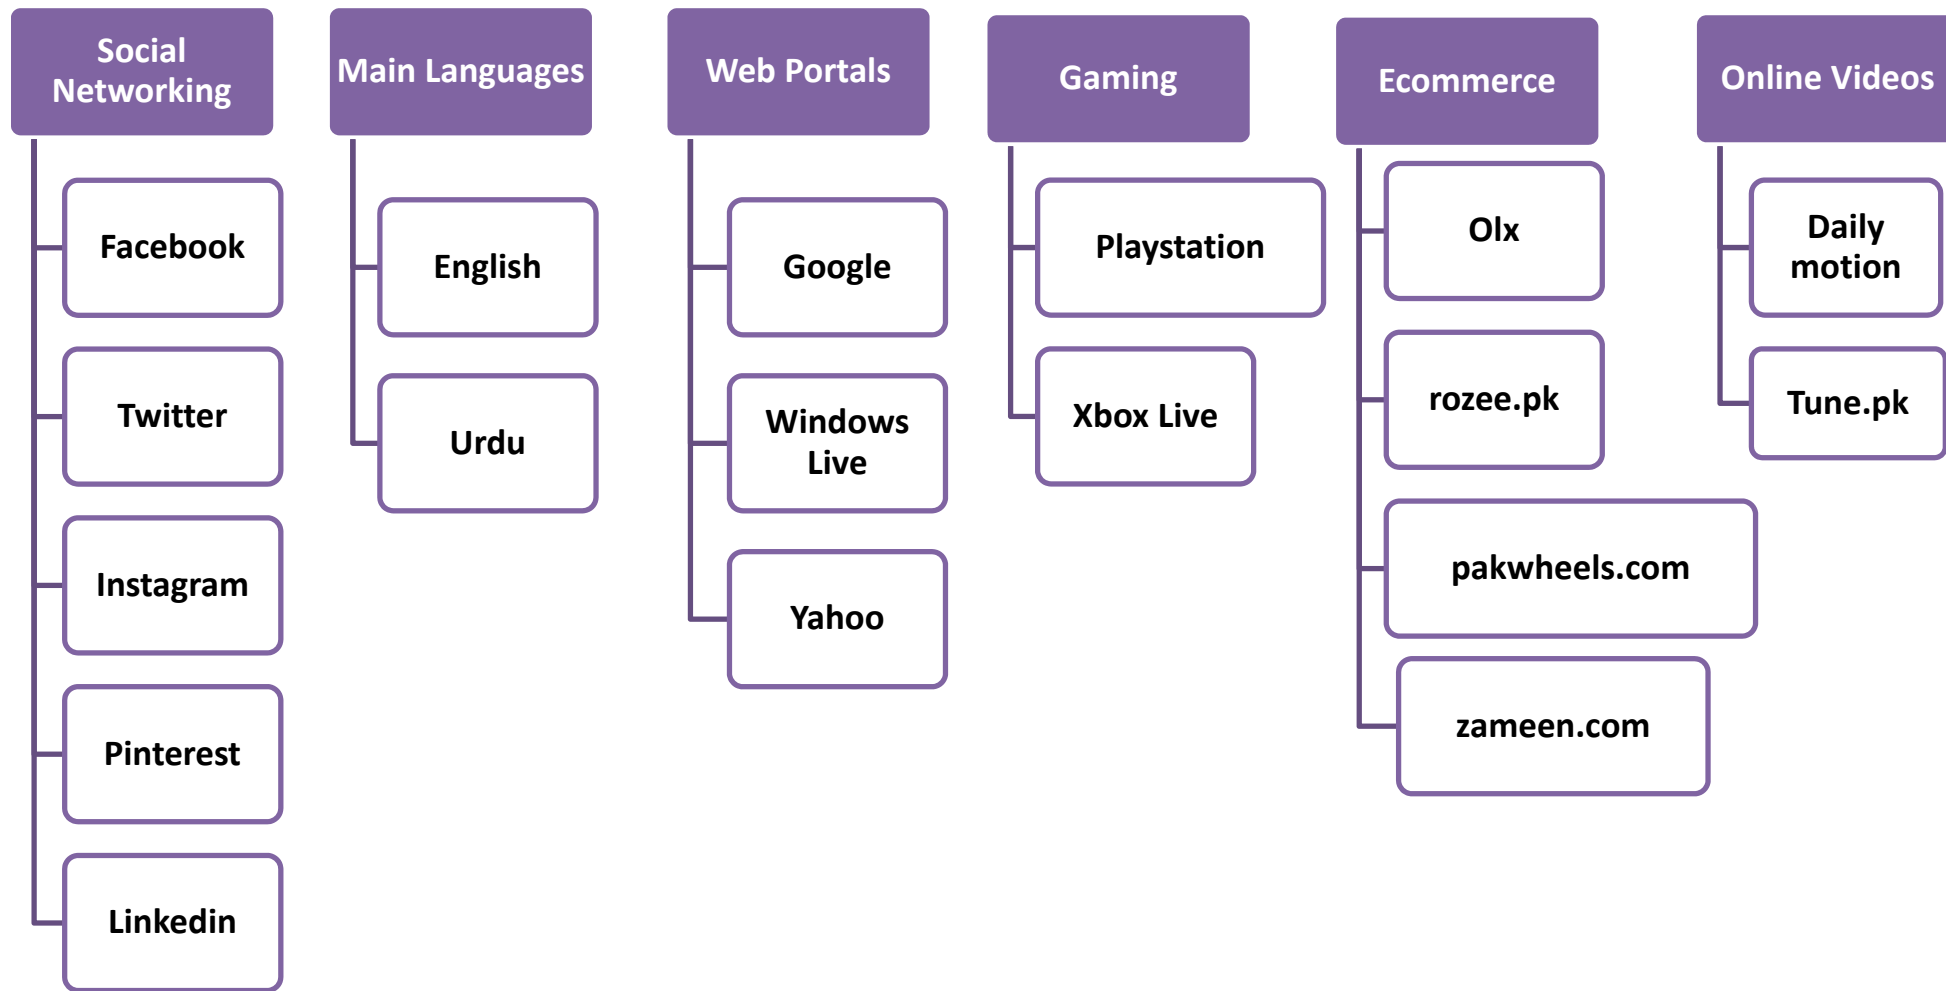 Social
Networking
Facebook
Twitter
Instagram
Pinterest
Linkedin
Main Languages
English
Urdu
Web Portals
Google
Windows
Live
Yahoo
Gaming
Playstation
Xbox Live
Ecommerce
Olx
rozee.pk
pakwheels.com
zameen.com
Online Videos
Daily
motion
Tune.pk